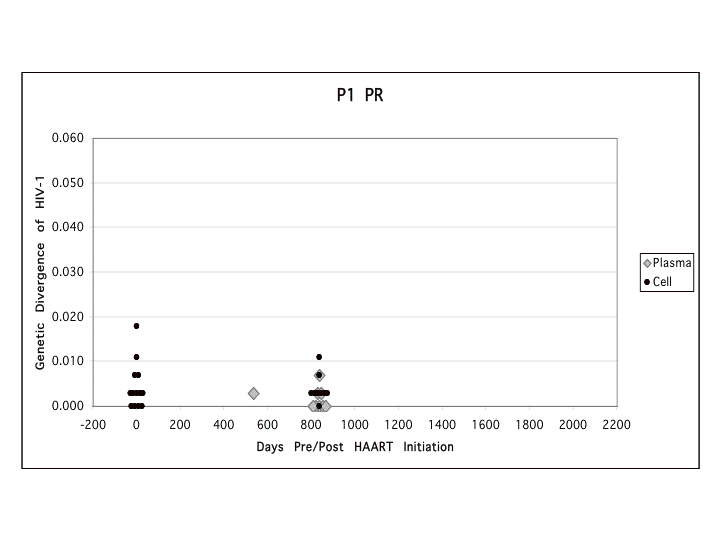 P1 PR
0.060
0.050
0.040
0.030
0.020
0.010
0.000
Genetic Divergence of HIV-1
-200 0 200 400 600 800 1000 1200 1400 1600 1800 2000 2200
Days Pre/Post HAART Initiation
Plasma
Cell